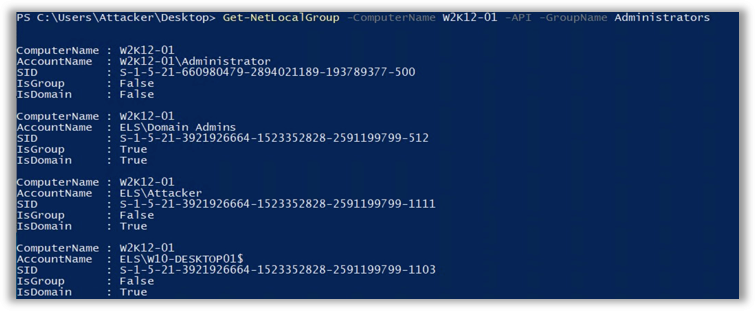 PS C:\Users\Attacker\Desktop> Get-NetLocalGroup -ComputerName W2K12-01 -API -GroupName Administrators
ComputerName : W2K12-01
AccountName : W2K12-01\Administrator
SID : S-1-5-21-660980479-2894021189-193789377-500
IsGroup : False
IsDomain : False
ComputerName : W2K12-01
AccountName : ELS\Domain Admins
SID : S-1-5-21-3921926664-1523352828-2591199799-512
IsGroup : True
IsDomain : True
ComputerName : W2K12-01
AccountName : ELS\Attacker
SID : S-1-5-21-3921926664-1523352828-2591199799-1111
IsGroup : False
IsDomain : True
ComputerName : W2K12-01
AccountName : ELS\W10-DESKTOP01$
SID : S-1-5-21-3921926664-1523352828-2591199799-1103
IsGroup : False
IsDomain : True